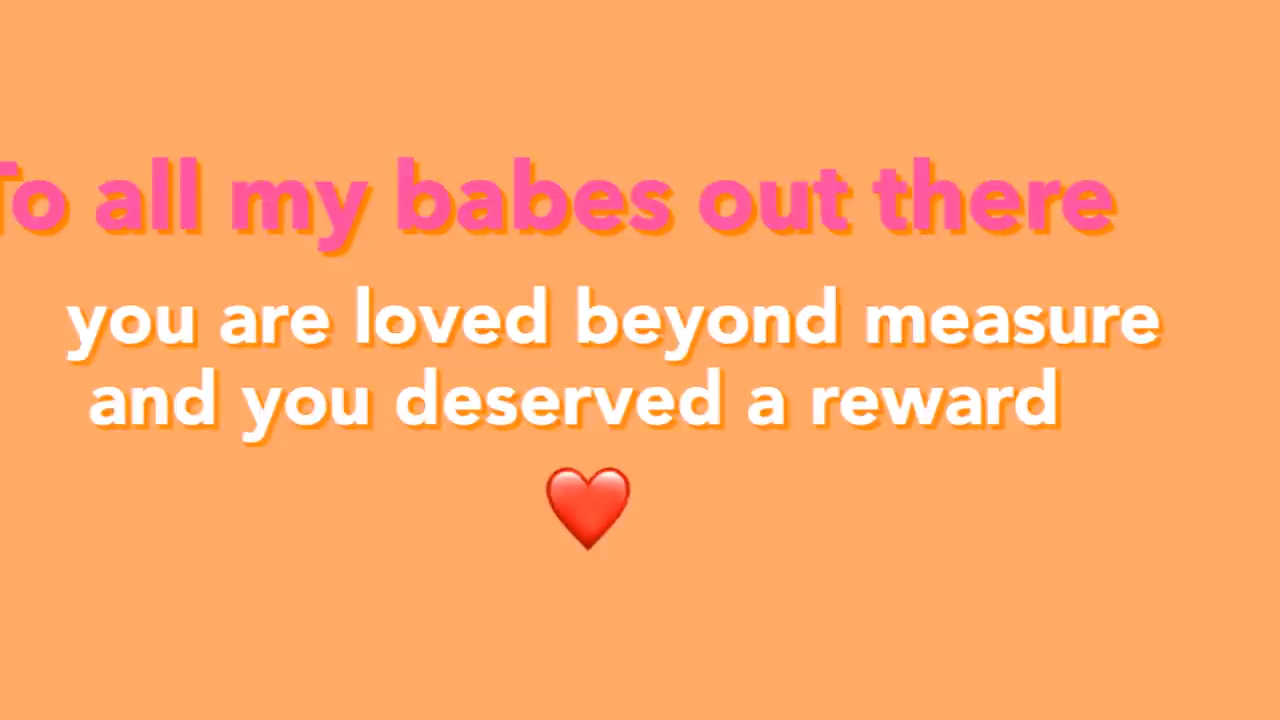 To all my babes out there
you are loved beyond measure
and you deserved a reward
❤️